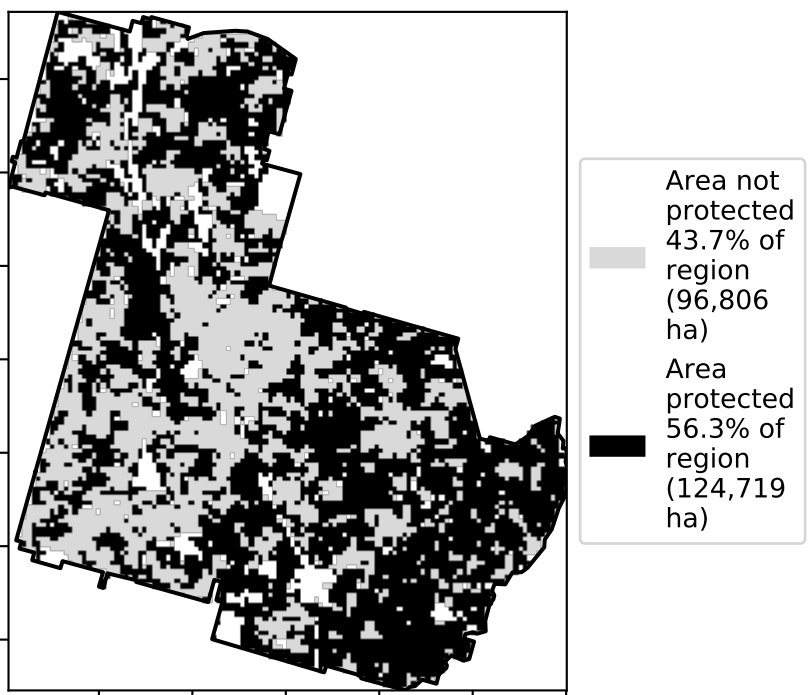 Area not
protected
43.7% of
region
(96,806
ha)
Area
protected
56.3% of
region
(124,719
ha)